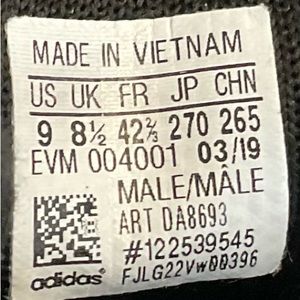 MADE IN VIETNAM
US UK FR JP CHN
9 8½ 42⅔ 270 265
EVM 004001 03/19
MALE/MÂLE
ART DA8693
#122539545
adidas FJLG22Vw00396